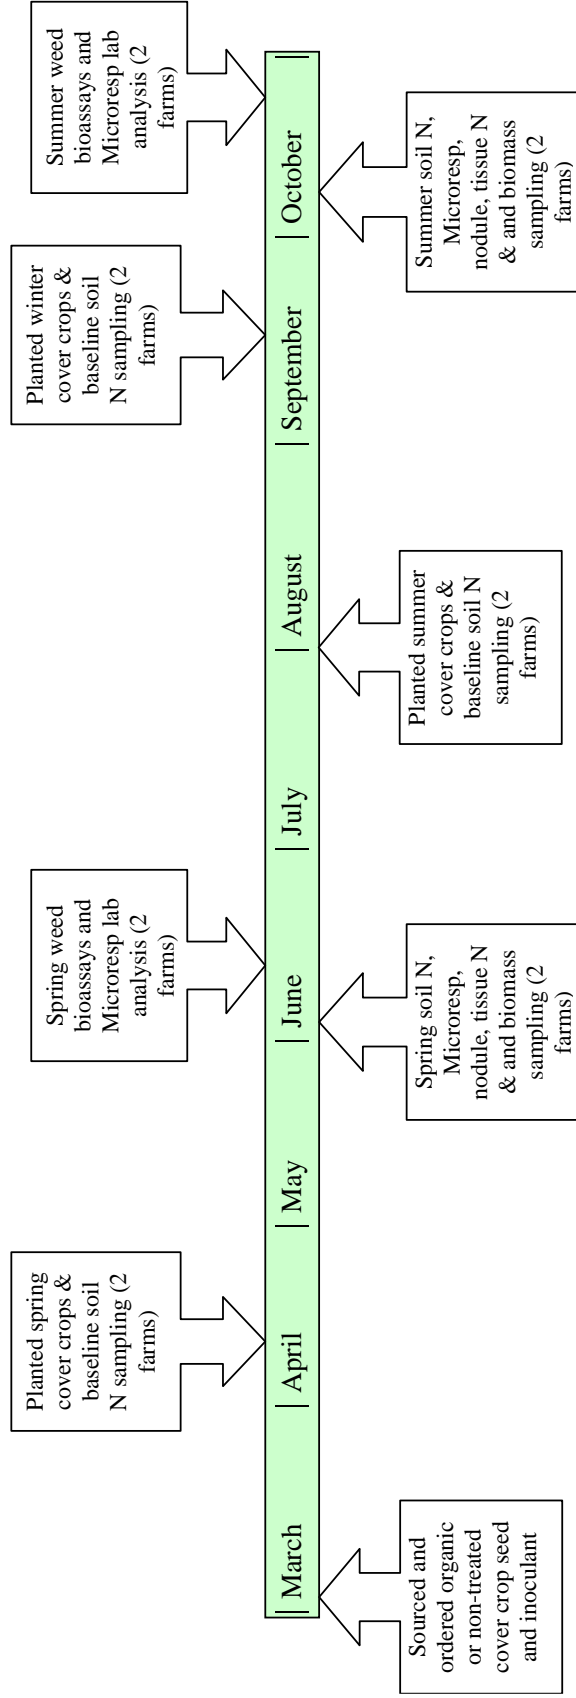 Planted spring
cover crops &
baseline soil
N sampling (2
farms)
Spring weed
bioassays and
Microresp lab
analysis (2
farms)
Planted winter
cover crops &
baseline soil
N sampling (2
farms)
Summer weed
bioassays and
Microresp lab
analysis (2
farms)
| March | April | May | June | July | August | September | October |
Sourced and
ordered organic
or non-treated
cover crop seed
and inoculant
Spring soil N,
Microresp,
nodule, tissue N
& and biomass
sampling (2
farms)
Planted summer
cover crops &
baseline soil N
sampling (2
farms)
Summer soil N,
Microresp,
nodule, tissue N
& and biomass
sampling (2
farms)